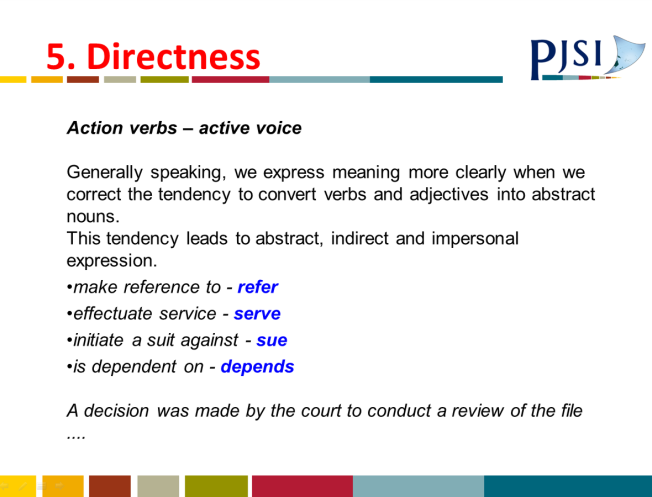 5. Directness
PJSI
Action verbs – active voice
Generally speaking, we express meaning more clearly when we
correct the tendency to convert verbs and adjectives into abstract
nouns.
This tendency leads to abstract, indirect and impersonal
expression.
•make reference to - refer
•effectuate service - serve
•initiate a suit against - sue
•is dependent on - depends
A decision was made by the court to conduct a review of the file
....